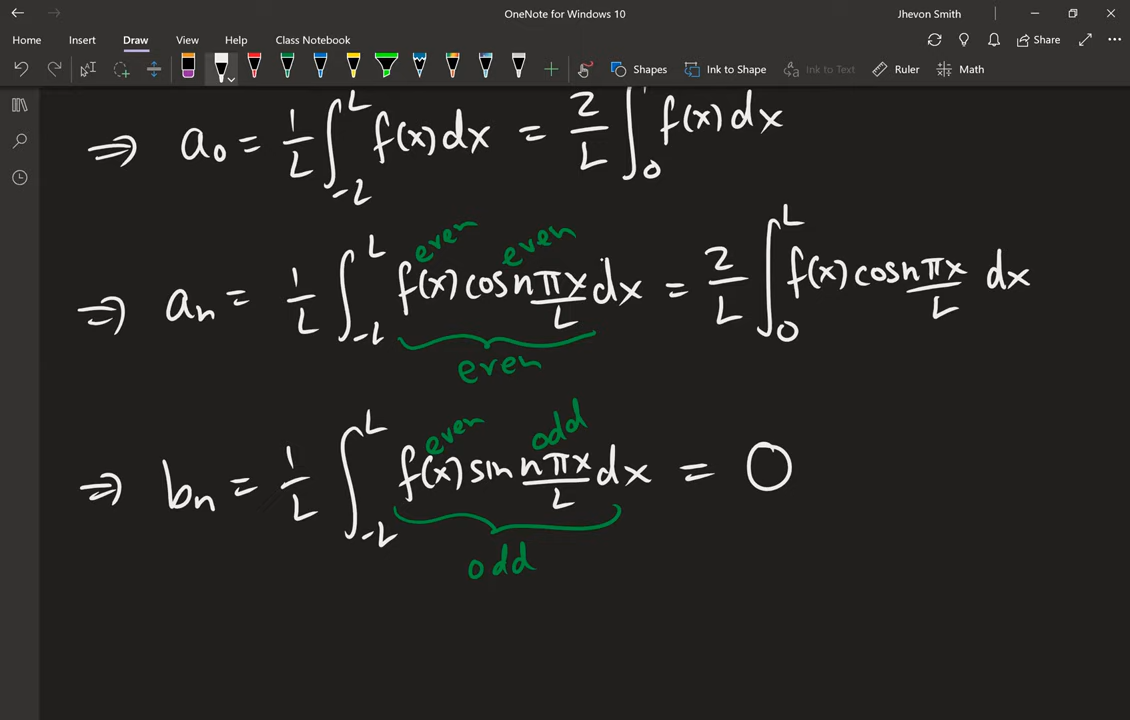 OneNote for Windows 10
Jhevon Smith
Home Insert Draw View Help Class Notebook
Share
Shapes Ink to Shape Ink to Text Ruler Math
⇒ a₀ = 1/L ∫_{-L}^{L} f(x)dx = 2/L ∫_0 f(x)dx
even even
⇒ aₙ = 1/L ∫_{-L}^{L} f(x)cos nπx/L dx = 2/L ∫_0^L f(x)cos nπx/L dx
even
even odd
⇒ bₙ = 1/L ∫_{-L}^{L} f(x)sin nπx/L dx = 0
odd